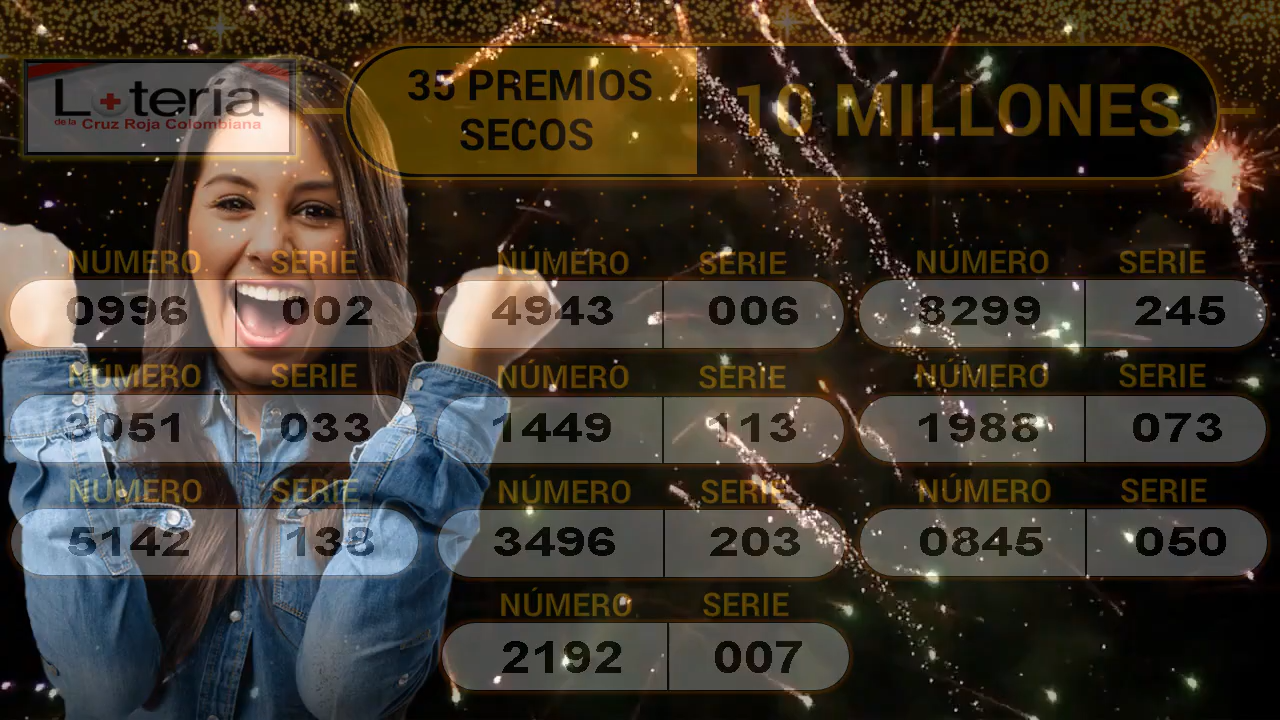 Lotería
de la Cruz Roja Colombiana
35 PREMIOS
SECOS
10 MILLONES
NÚMERO SERIE NÚMERO SERIE NÚMERO SERIE
0996 002 4943 006 8299 245
NÚMERO SERIE NÚMERO SERIE NÚMERO SERIE
3051 033 1449 113 1988 073
NÚMERO SERIE NÚMERO SERIE NÚMERO SERIE
5142 138 3496 203 0845 050
NÚMERO SERIE
2192 007